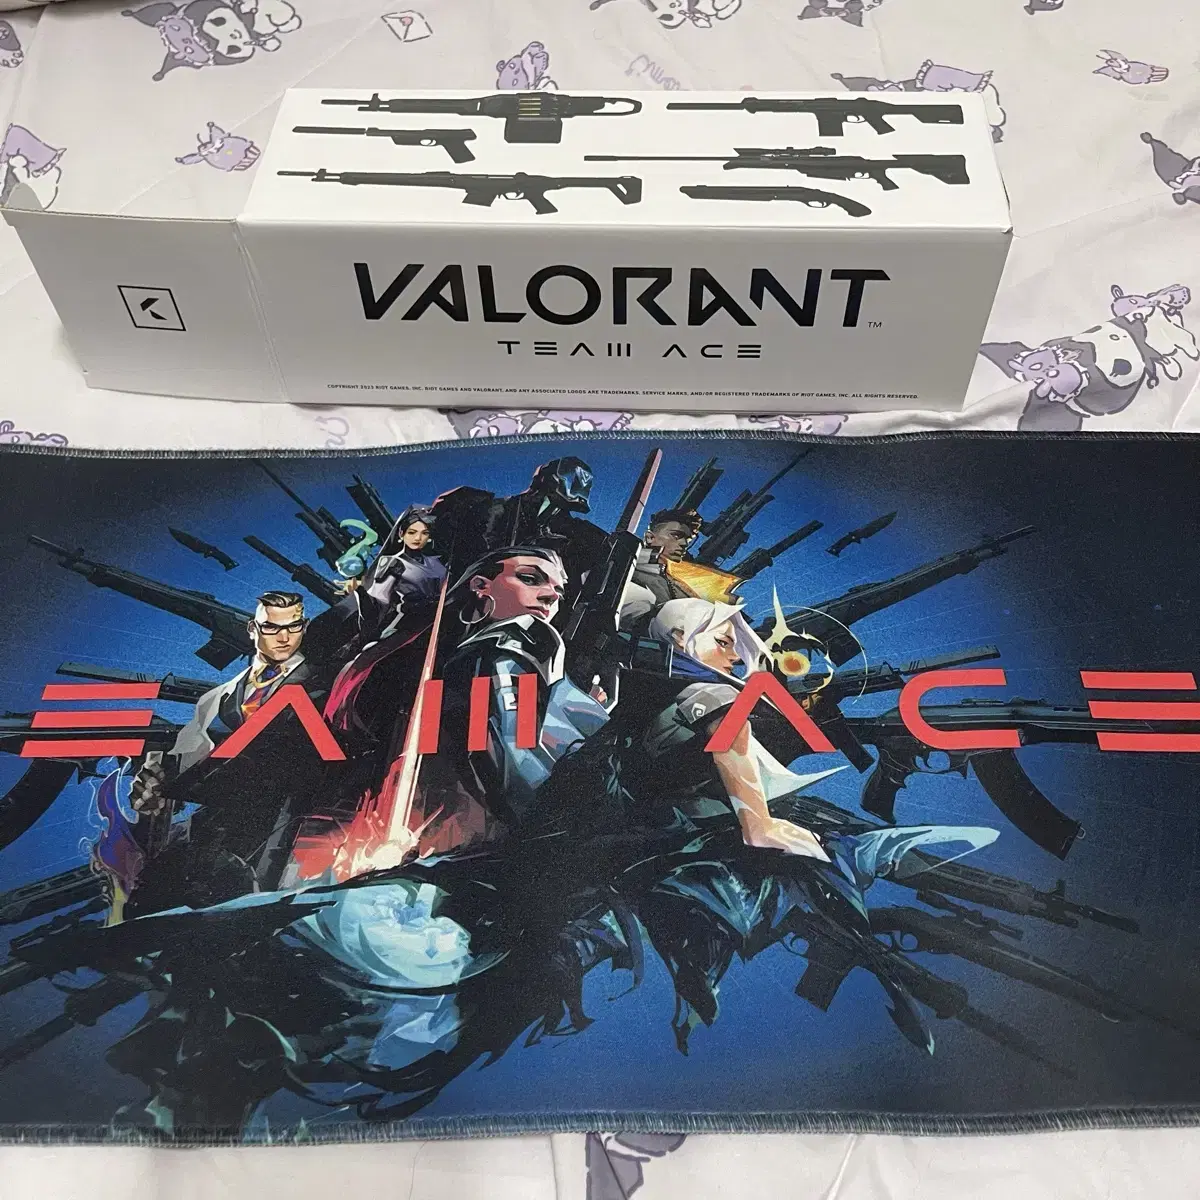 VALORANT™
TEAM ACE
COPYRIGHT 2023 RIOT GAMES, INC. RIOT GAMES AND VALORANT, AND ANY ASSOCIATED LOGOS ARE TRADEMARKS, SERVICE MARKS, AND/OR REGISTERED TRADEMARKS OF RIOT GAMES, INC. ALL RIGHTS RESERVED.
EAM ACE